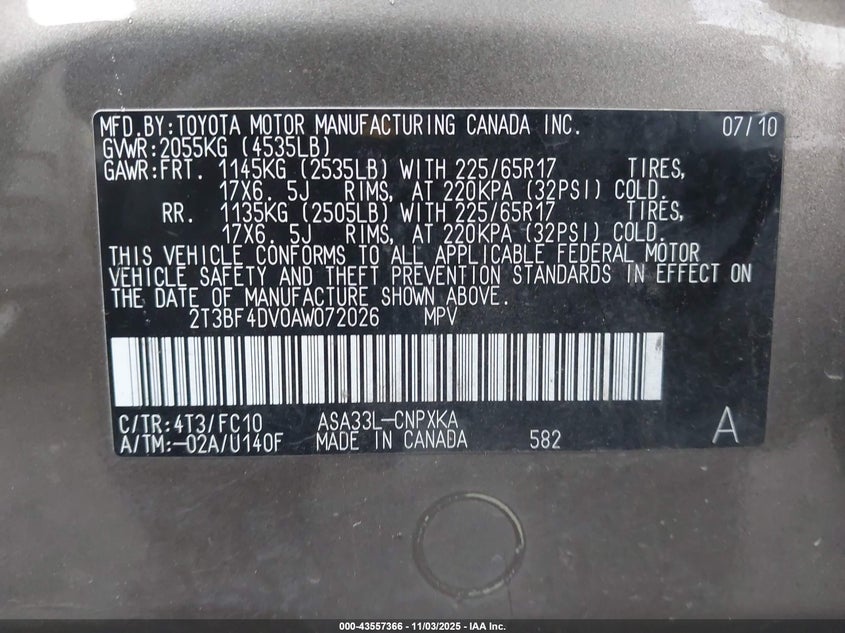 MFD.BY:TOYOTA MOTOR MANUFACTURING CANADA INC. 07/10
GVWR:2055KG (4535LB)
GAWR:FRT. 1145KG (2535LB) WITH 225/65R17 TIRES,
17X6. 5J RIMS, AT 220KPA (32PSI) COLD.
RR. 1135KG (2505LB) WITH 225/65R17 TIRES,
17X6. 5J RIMS, AT 220KPA (32PSI) COLD.
THIS VEHICLE CONFORMS TO ALL APPLICABLE FEDERAL MOTOR
VEHICLE SAFETY AND THEFT PREVENTION STANDARDS IN EFFECT ON
THE DATE OF MANUFACTURE SHOWN ABOVE.
2T3BF4DV0AW072026 MPV
C/TR:4T3/FC10 ASA33L-CNPXKA
A/TM:-02A/U140F MADE IN CANADA 582 A
000-43557366 - 11/03/2025 - IAA Inc.